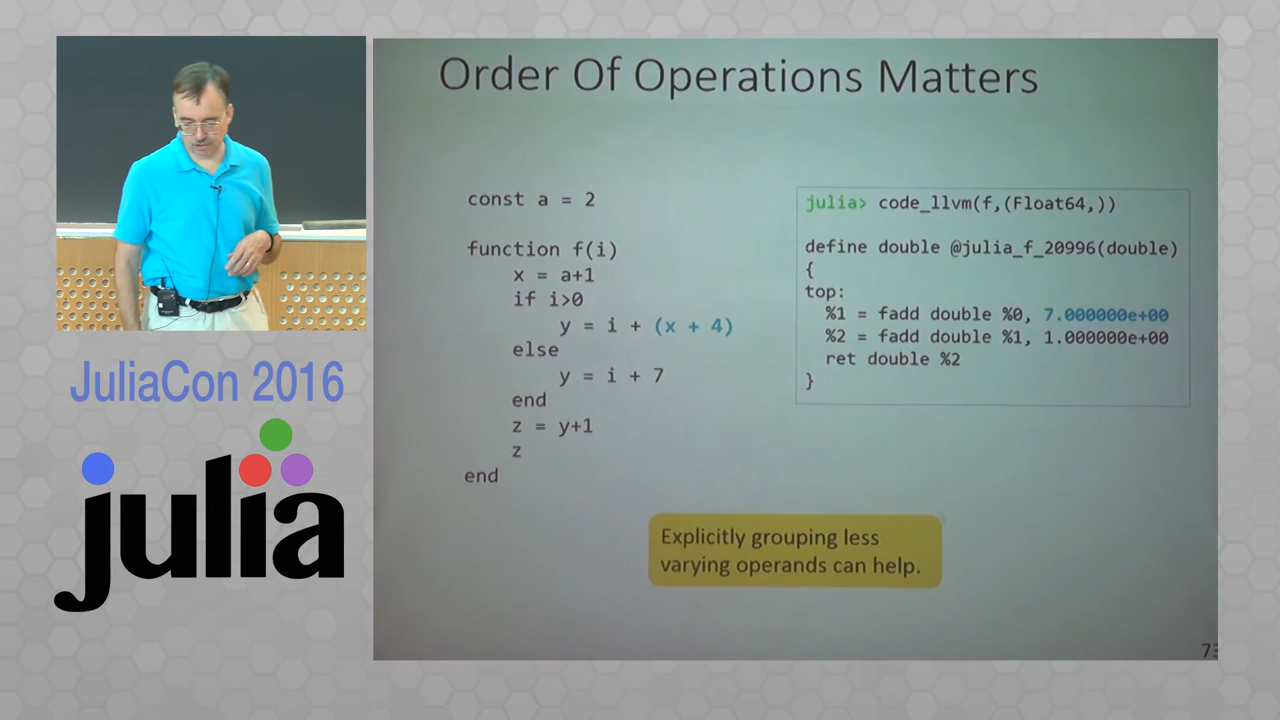 Order Of Operations Matters
const a = 2
function f(i)
x = a+1
if i>0
y = i + (x + 4)
else
y = i + 7
end
z = y+1
z
end
julia> code_llvm(f,(Float64,))
define double @julia_f_20996(double)
{
top:
%1 = fadd double %0, 7.000000e+00
%2 = fadd double %1, 1.000000e+00
ret double %2
}
Explicitly grouping less
varying operands can help.
JuliaCon 2016
julia